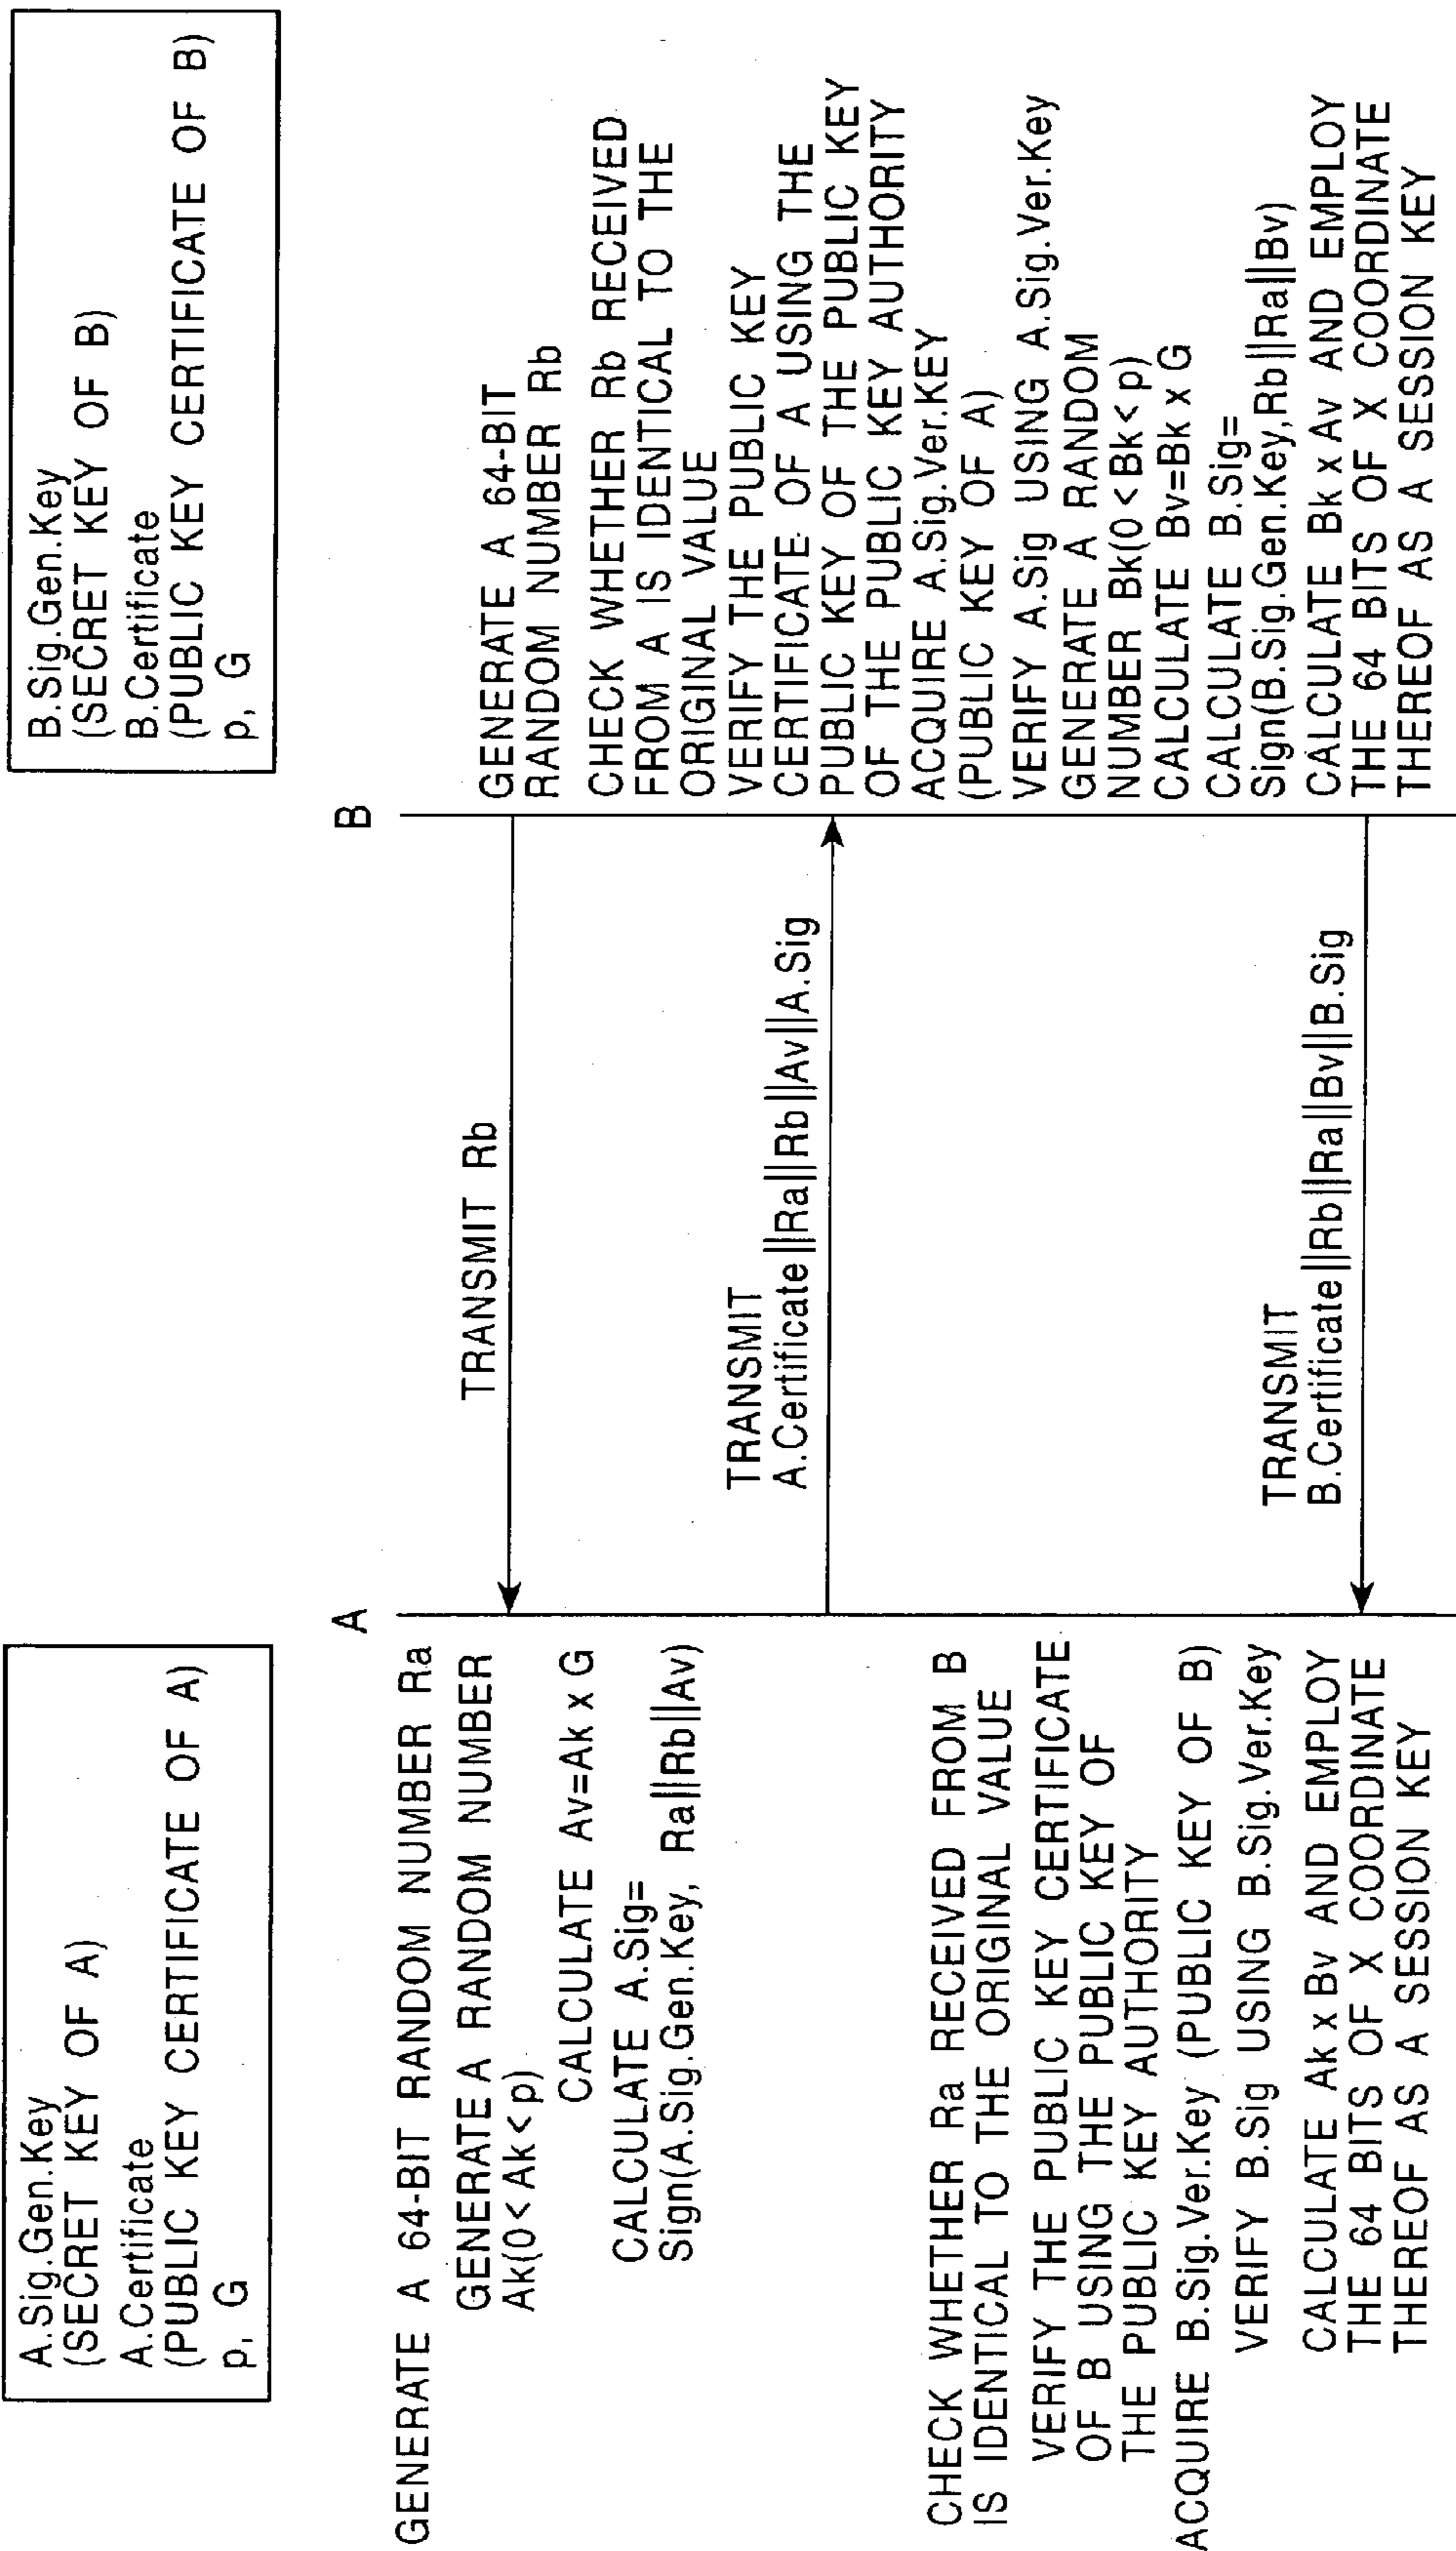 A.Sig.Gen.Key
(SECRET KEY OF A)
A.Certificate
(PUBLIC KEY CERTIFICATE OF A)
p, G
B.Sig.Gen.Key
(SECRET KEY OF B)
B.Certificate
(PUBLIC KEY CERTIFICATE OF B)
p, G
A
B
GENERATE A 64-BIT RANDOM NUMBER Ra
GENERATE A RANDOM NUMBER
Ak(0<Ak<p)
CALCULATE Av=Ak x G
CALCULATE A.Sig=
Sign(A.Sig.Gen.Key, Ra||Rb||Av)
CHECK WHETHER Ra RECEIVED FROM B
IS IDENTICAL TO THE ORIGINAL VALUE
VERIFY THE PUBLIC KEY CERTIFICATE
OF B USING THE PUBLIC KEY OF
THE PUBLIC KEY AUTHORITY
ACQUIRE B.Sig.Ver.Key (PUBLIC KEY OF B)
VERIFY B.Sig USING B.Sig.Ver.Key
CALCULATE Ak x Bv AND EMPLOY
THE 64 BITS OF X COORDINATE
THEREOF AS A SESSION KEY
TRANSMIT Rb
TRANSMIT
A.Certificate||Ra||Rb||Av||A.Sig
TRANSMIT
B.Certificate||Rb||Ra||Bv||B.Sig
GENERATE A 64-BIT
RANDOM NUMBER Rb
CHECK WHETHER Rb RECEIVED
FROM A IS IDENTICAL TO THE
ORIGINAL VALUE
VERIFY THE PUBLIC KEY
CERTIFICATE OF A USING THE
PUBLIC KEY OF THE PUBLIC KEY
OF THE PUBLIC KEY AUTHORITY
ACQUIRE A.Sig.Ver.KEY
(PUBLIC KEY OF A)
VERIFY A.Sig USING A.Sig.Ver.Key
GENERATE A RANDOM
NUMBER Bk(0<Bk<p)
CALCULATE Bv=Bk x G
CALCULATE B.Sig=
Sign(B.Sig.Gen.Key,Rb||Ra||Bv)
CALCULATE Bk x Av AND EMPLOY
THE 64 BITS OF X COORDINATE
THEREOF AS A SESSION KEY